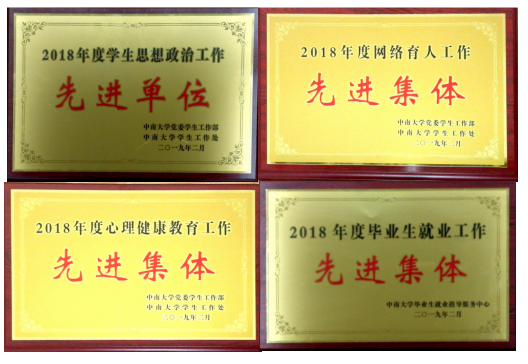 2018年度学生思想政治工作
先进单位
中南大学党委学生工作部
中南大学学生工作处
二〇一九年二月
2018年度网络育人工作
先进集体
中南大学党委学生工作部
中南大学学生工作处
二〇一九年二月
2018年度心理健康教育工作
先进集体
中南大学党委学生工作部
中南大学学生工作处
二〇一九年二月
2018年度毕业生就业工作
先进集体
中南大学毕业生就业指导服务中心
二〇一九年二月